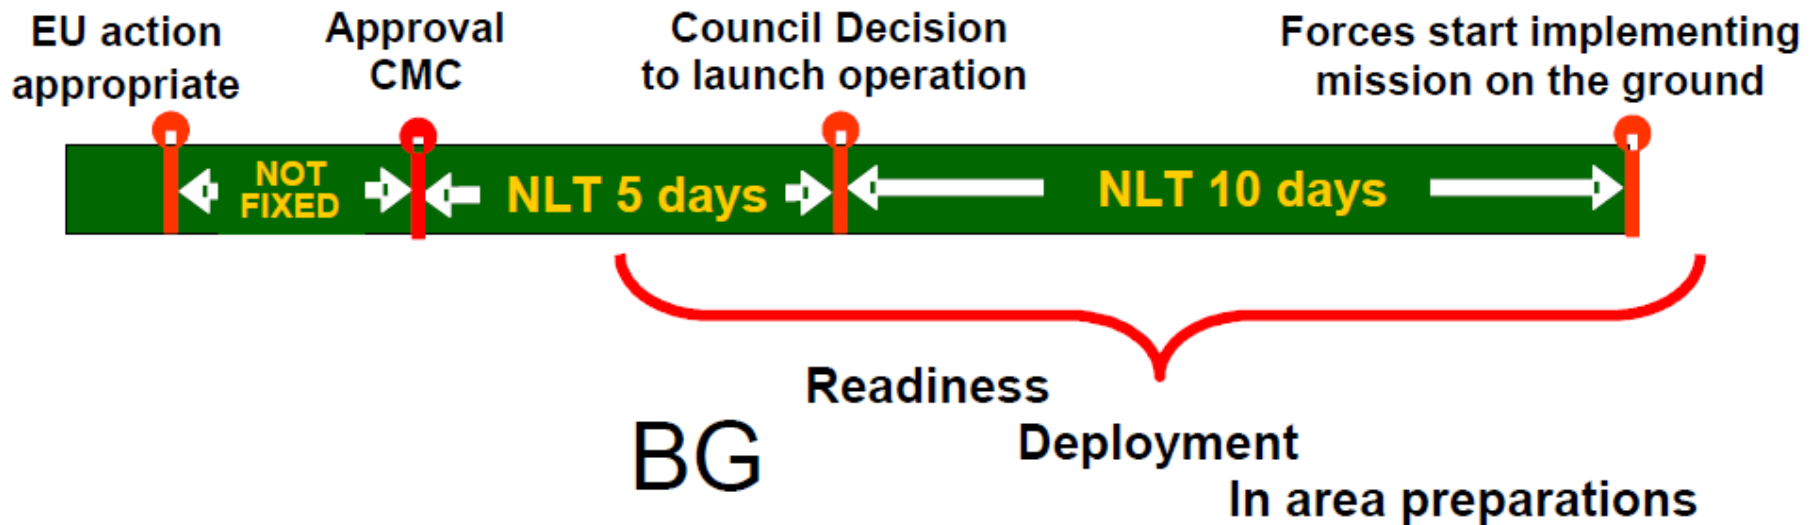 EU action
appropriate
Approval
CMC
Council Decision
to launch operation
Forces start implementing
mission on the ground
NOT
FIXED
NLT 5 days
NLT 10 days
Readiness
BG
Deployment
In area preparations